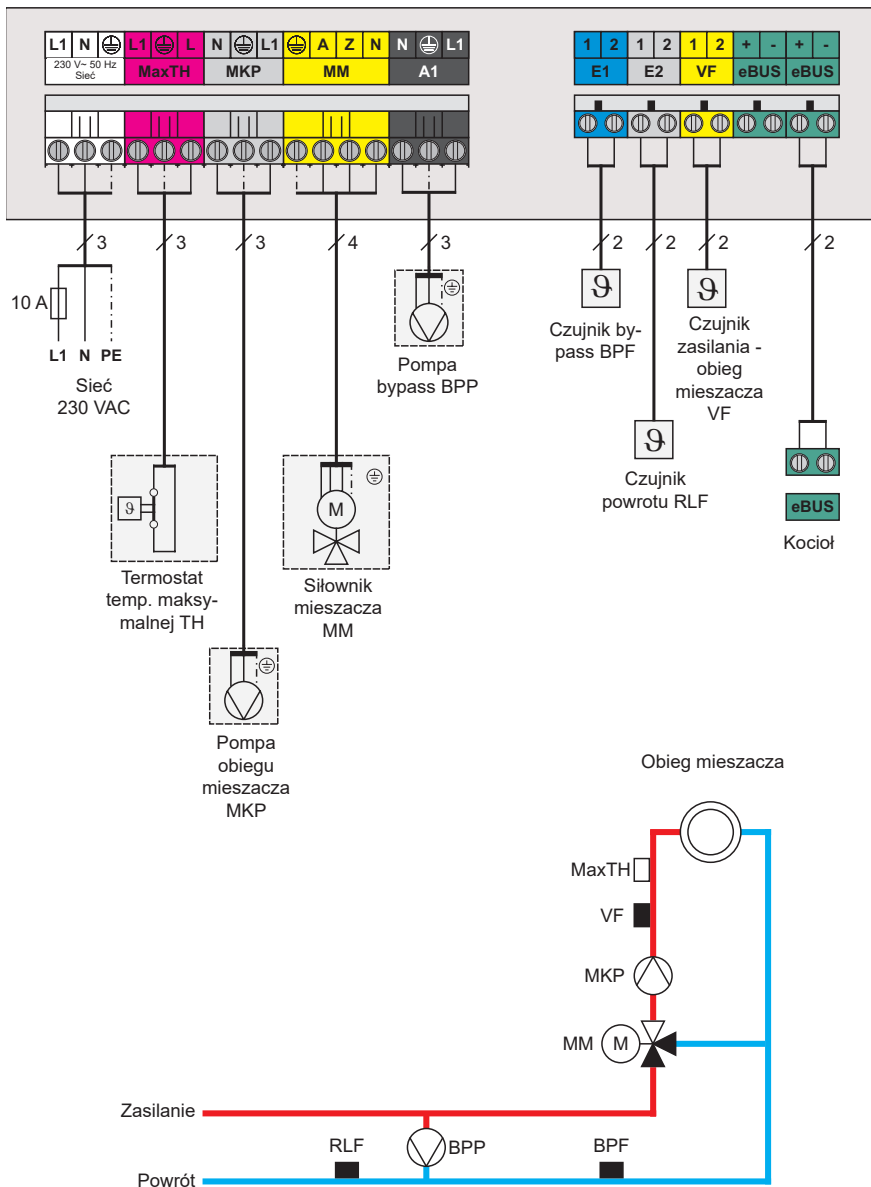 L1 N L1 L N L1 A Z N N L1 1 2 1 2 1 2 + - + -
230 V~ 50 Hz
Sieć
MaxTH MKP MM A1 E1 E2 VF eBUS eBUS
3 3 3 4 3 2 2 2 2
10 A
L1 N PE
Sieć
230 VAC
Pompa
bypass BPP
ϑ
Czujnik by-
pass BPF
ϑ
Czujnik
zasilania -
obieg
mieszacza
VF
ϑ
Czujnik
powrotu RLF
eBUS
Kocioł
ϑ
Termostat
temp. maksy-
malnej TH
M
Siłownik
mieszacza
MM
Pompa
obiegu
mieszacza
MKP
Obieg mieszacza
MaxTH
VF
MKP
MM M
Zasilanie
RLF BPP BPF
Powrót